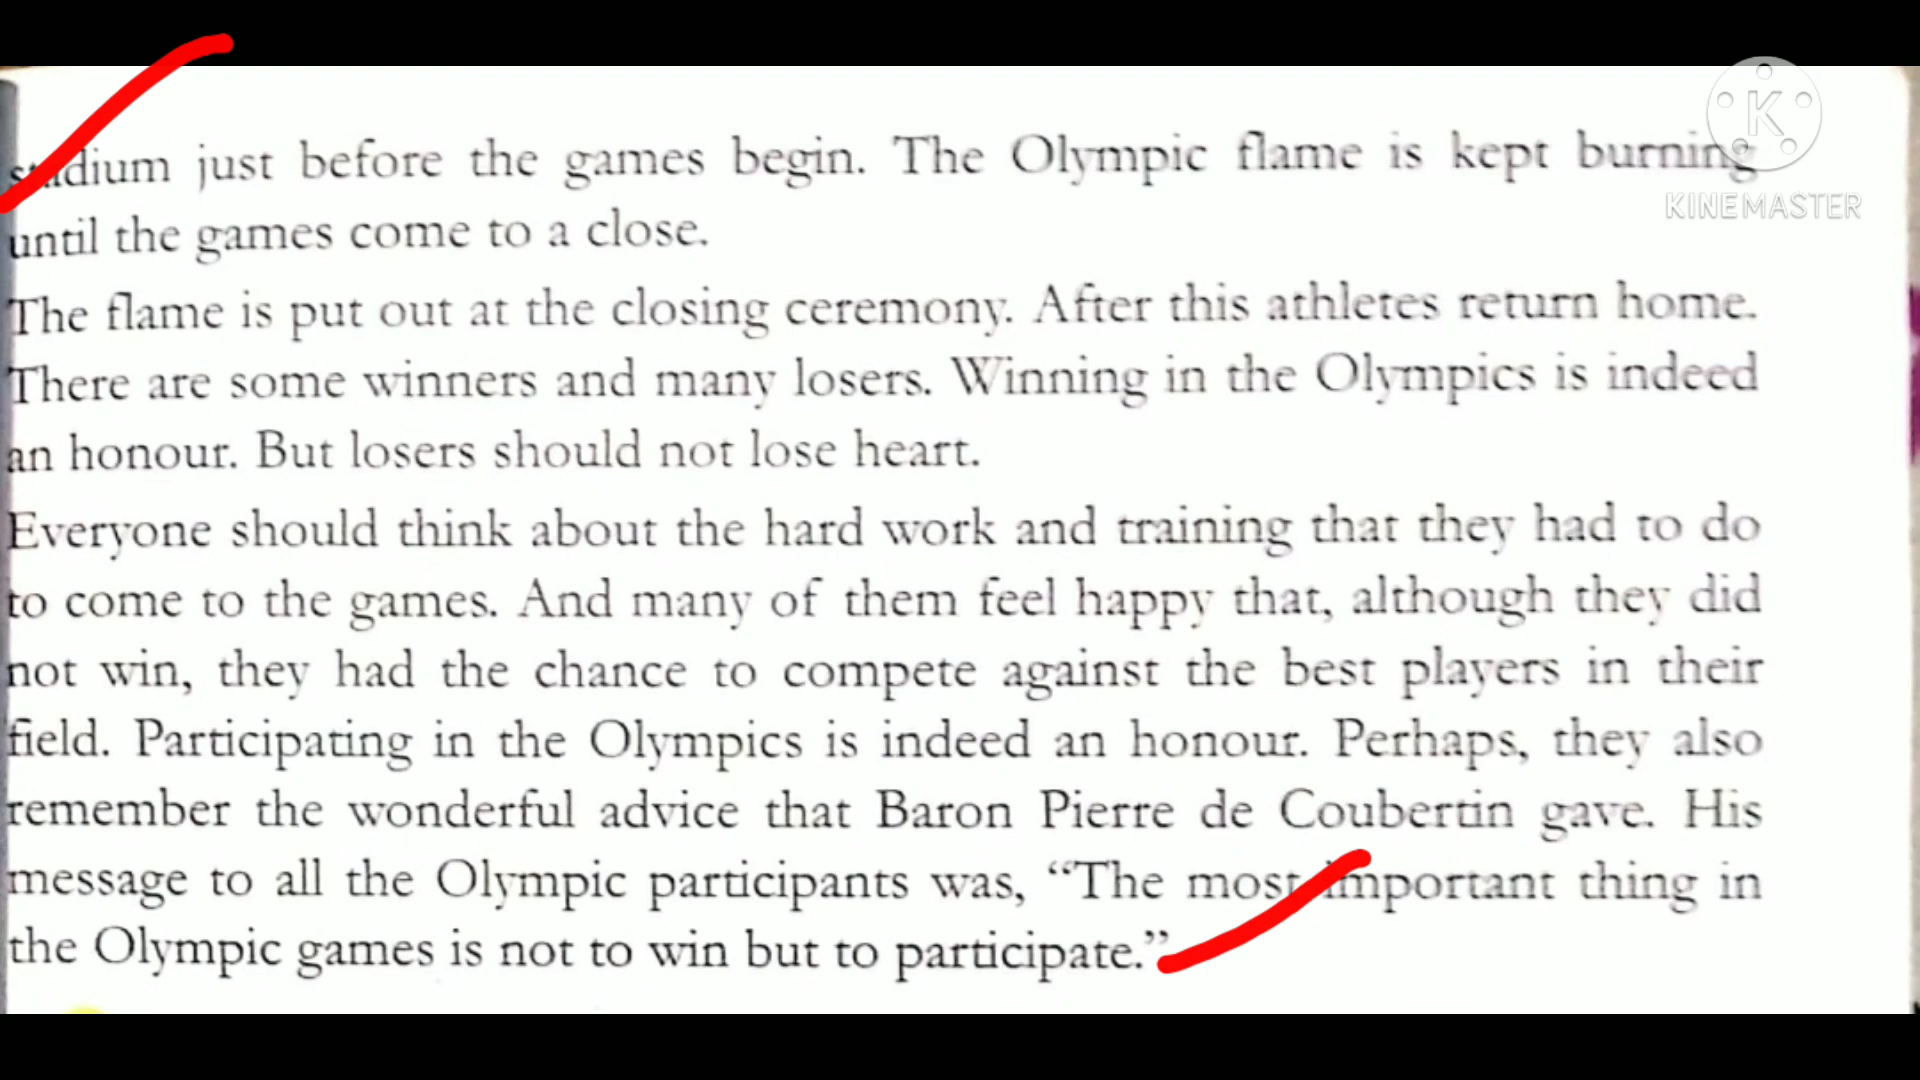 stadium just before the games begin. The Olympic flame is kept burning
until the games come to a close.
The flame is put out at the closing ceremony. After this athletes return home.
There are some winners and many losers. Winning in the Olympics is indeed
an honour. But losers should not lose heart.
Everyone should think about the hard work and training that they had to do
to come to the games. And many of them feel happy that, although they did
not win, they had the chance to compete against the best players in their
field. Participating in the Olympics is indeed an honour. Perhaps, they also
remember the wonderful advice that Baron Pierre de Coubertin gave. His
message to all the Olympic participants was, “The most important thing in
the Olympic games is not to win but to participate.”
K
KINEMASTER